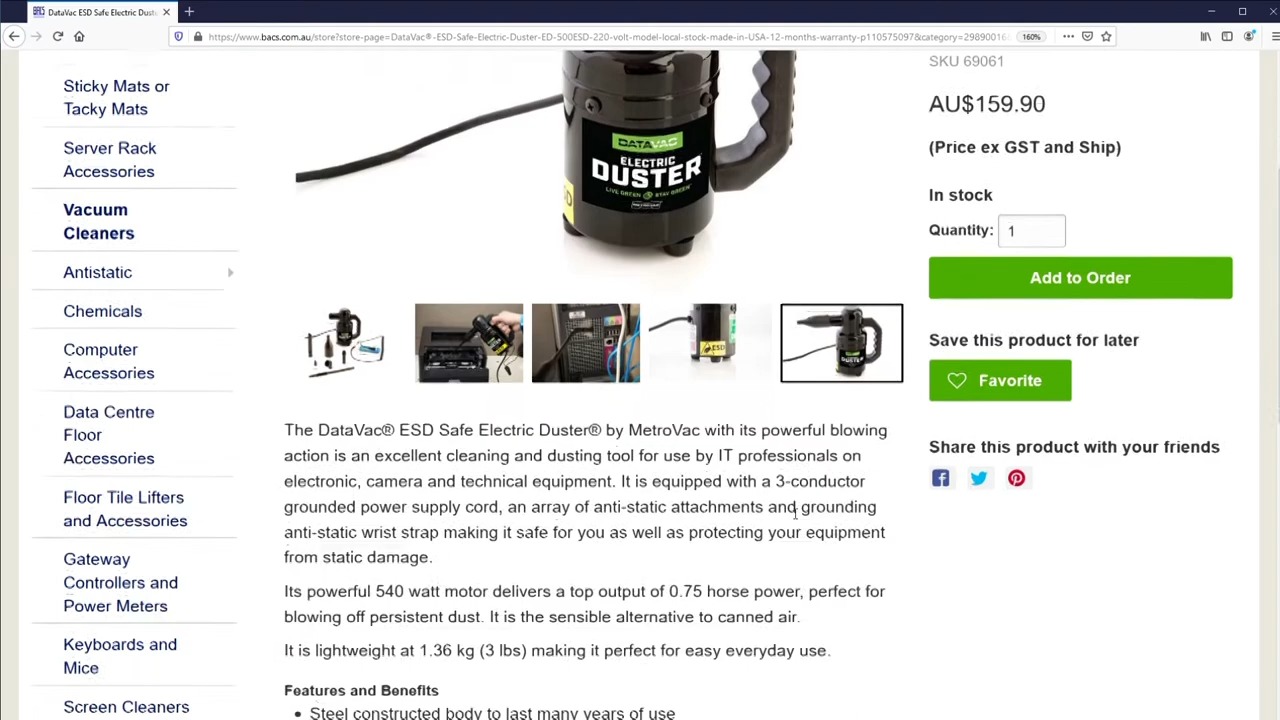 BACS
DataVac ESD Safe Electric Duste
https://www.bacs.com.au/store?store-page=DataVac®-ESD-Safe-Electric-Duster-ED-500ESD-220-volt-model-local-stock-made-in-USA-12-months-warranty-p110575097&category=29890016
160%
Sticky Mats or
Tacky Mats
Server Rack
Accessories
Vacuum
Cleaners
Antistatic
Chemicals
Computer
Accessories
Data Centre
Floor
Accessories
Floor Tile Lifters
and Accessories
Gateway
Controllers and
Power Meters
Keyboards and
Mice
Screen Cleaners
DATAVAC
ELECTRIC
DUSTER
LIVE GREEN STAY GREEN
ESD
The DataVac® ESD Safe Electric Duster® by MetroVac with its powerful blowing
action is an excellent cleaning and dusting tool for use by IT professionals on
electronic, camera and technical equipment. It is equipped with a 3-conductor
grounded power supply cord, an array of anti-static attachments and grounding
anti-static wrist strap making it safe for you as well as protecting your equipment
from static damage.
Its powerful 540 watt motor delivers a top output of 0.75 horse power, perfect for
blowing off persistent dust. It is the sensible alternative to canned air.
It is lightweight at 1.36 kg (3 lbs) making it perfect for easy everyday use.
Features and Benefits
• Steel constructed body to last many years of use
SKU 69061
AU$159.90
(Price ex GST and Ship)
In stock
Quantity: 1
Add to Order
Save this product for later
Favorite
Share this product with your friends